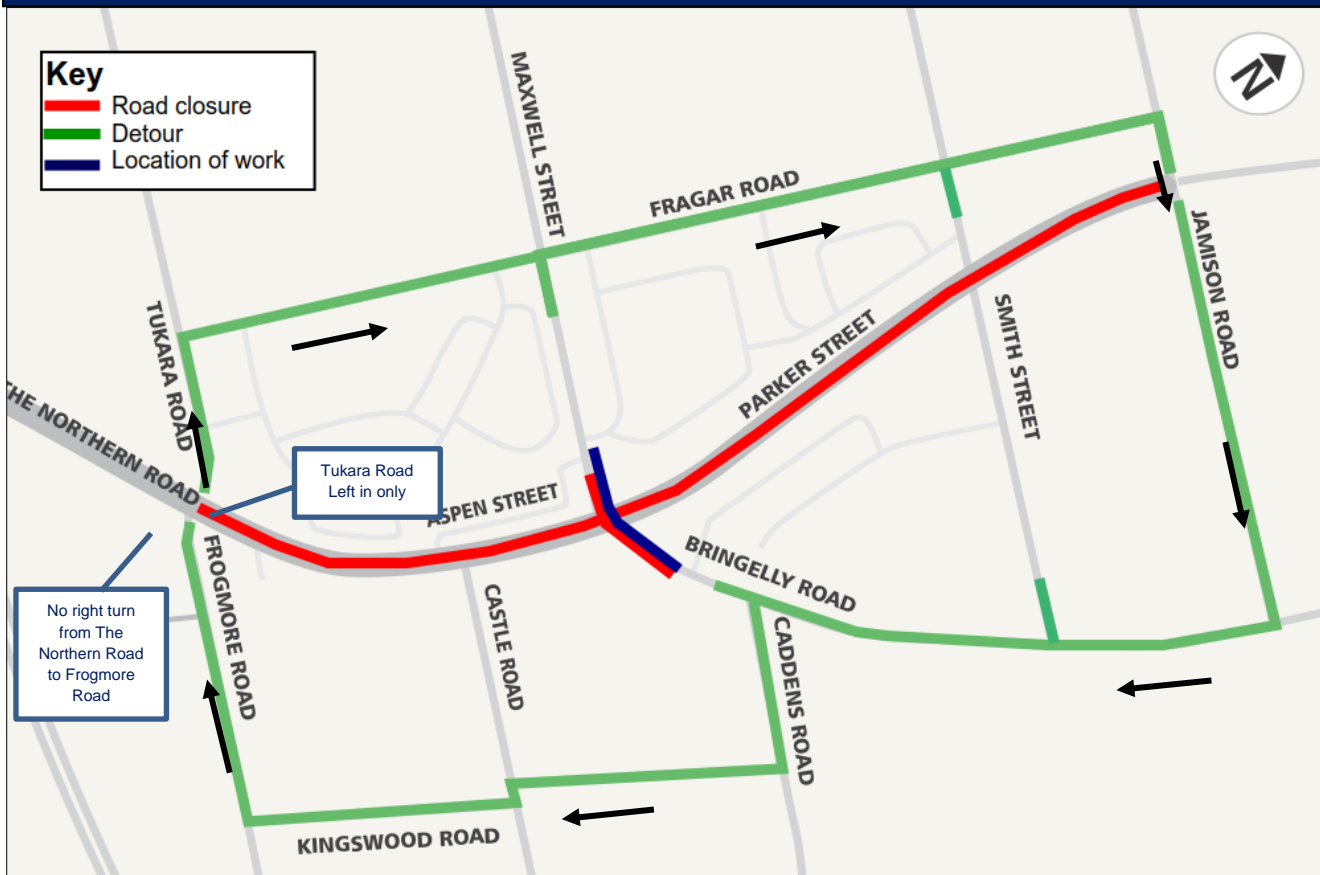 Key
Road closure
Detour
Location of work
N
MAXWELL STREET
FRAGAR ROAD
TUKARA ROAD
THE NORTHERN ROAD
PARKER STREET
SMITH STREET
JAMISON ROAD
Tukara Road
Left in only
ASPEN STREET
BRINGELLY ROAD
No right turn
from The
Northern Road
to Frogmore
Road
FROGMORE ROAD
CASTLE ROAD
CADDENS ROAD
KINGSWOOD ROAD